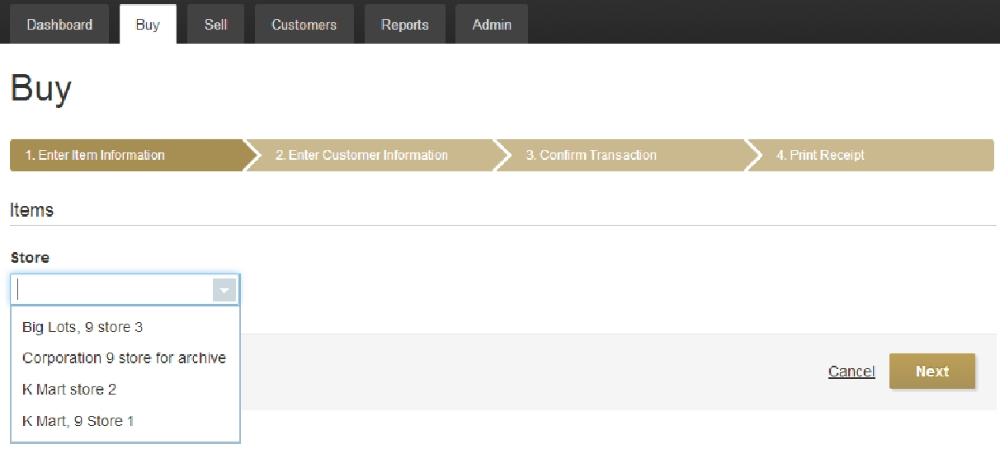 Dashboard Buy Sell Customers Reports Admin
Buy
1. Enter Item Information 2. Enter Customer Information 3. Confirm Transaction 4. Print Receipt
Items
Store
Big Lots, 9 store 3
Corporation 9 store for archive
Cancel Next
K Mart store 2
K Mart, 9 Store 1